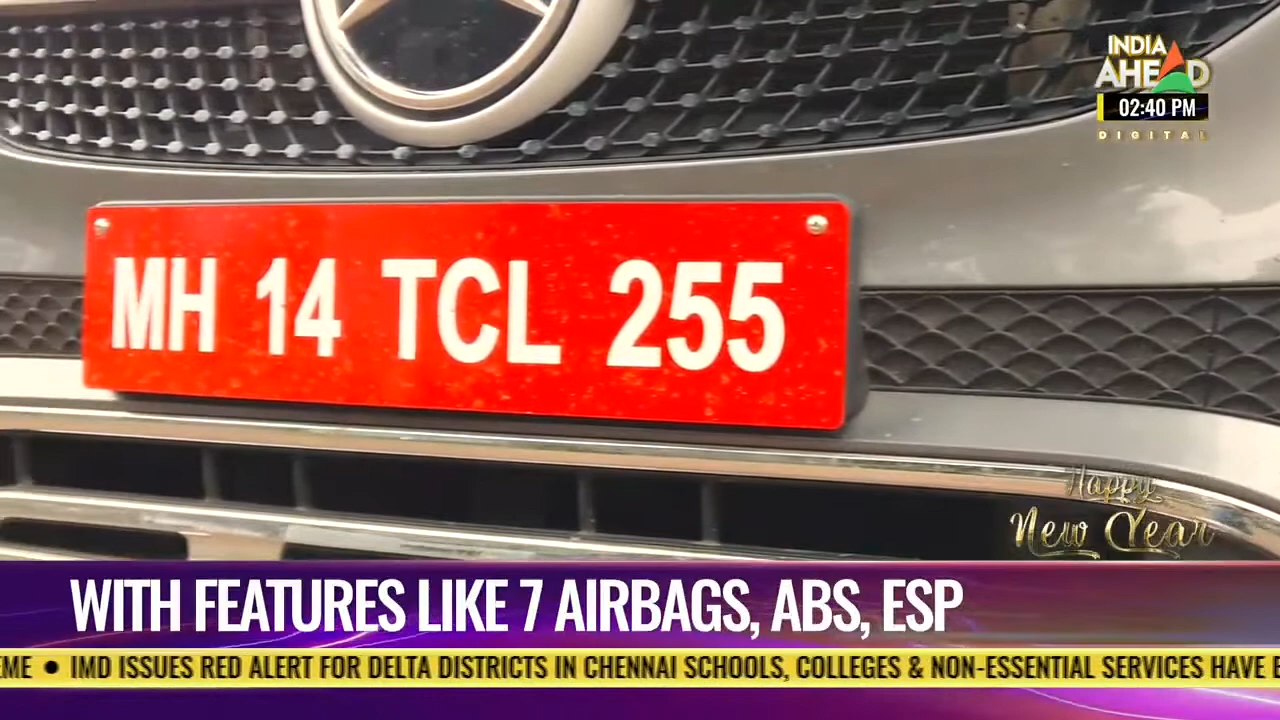 INDIA
AHEAD
02:40 PM
DIGITAL
MH 14 TCL 255
Happy
New Year
WITH FEATURES LIKE 7 AIRBAGS, ABS, ESP
EME • IMD ISSUES RED ALERT FOR DELTA DISTRICTS IN CHENNAI SCHOOLS, COLLEGES & NON-ESSENTIAL SERVICES HAVE